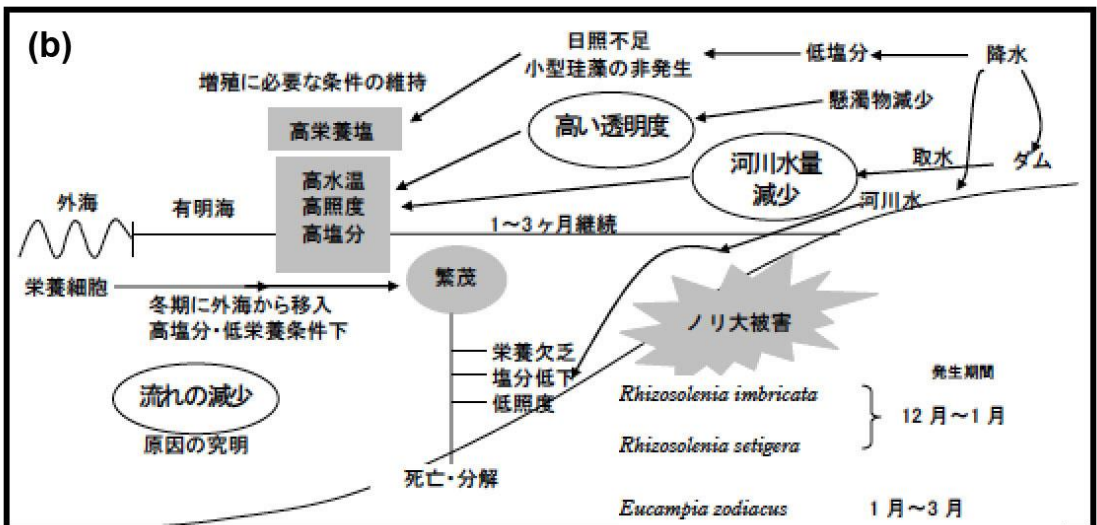 (b)
日照不足
小型珪藻の非発生
低塩分
降水
増殖に必要な条件の維持
懸濁物減少
高栄養塩
高い透明度
河川水量
減少
取水
ダム
高水温
高照度
高塩分
外海
有明海
1～3ヶ月継続
河川水
栄養細胞
冬期に外海から移入
高塩分・低栄養条件下
繁茂
ノリ大被害
栄養欠乏
塩分低下
低照度
流れの減少
原因の究明
死亡・分解
発生期間
Rhizosolenia imbricata
12月～1月
Rhizosolenia setigera
Eucampia zodiacus
1月～3月